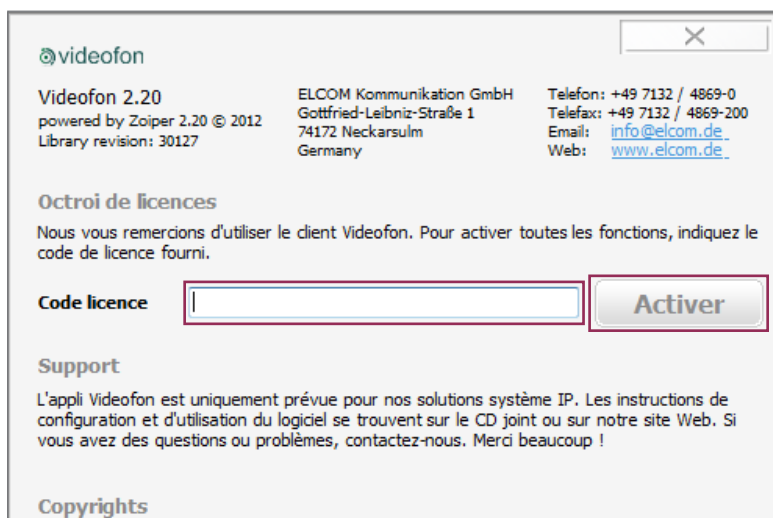 videofon
Videofon 2.20
powered by Zoiper 2.20 © 2012
Library revision: 30127
ELCOM Kommunikation GmbH
Gottfried-Leibniz-Straße 1
74172 Neckarsulm
Germany
Telefon: +49 7132 / 4869-0
Telefax: +49 7132 / 4869-200
Email: info@elcom.de
Web: www.elcom.de
Octroi de licences
Nous vous remercions d'utiliser le client Videofon. Pour activer toutes les fonctions, indiquez le
code de licence fourni.
Code licence
Activer
Support
L'appli Videofon est uniquement prévue pour nos solutions système IP. Les instructions de
configuration et d'utilisation du logiciel se trouvent sur le CD joint ou sur notre site Web. Si
vous avez des questions ou problèmes, contactez-nous. Merci beaucoup !
Copyrights